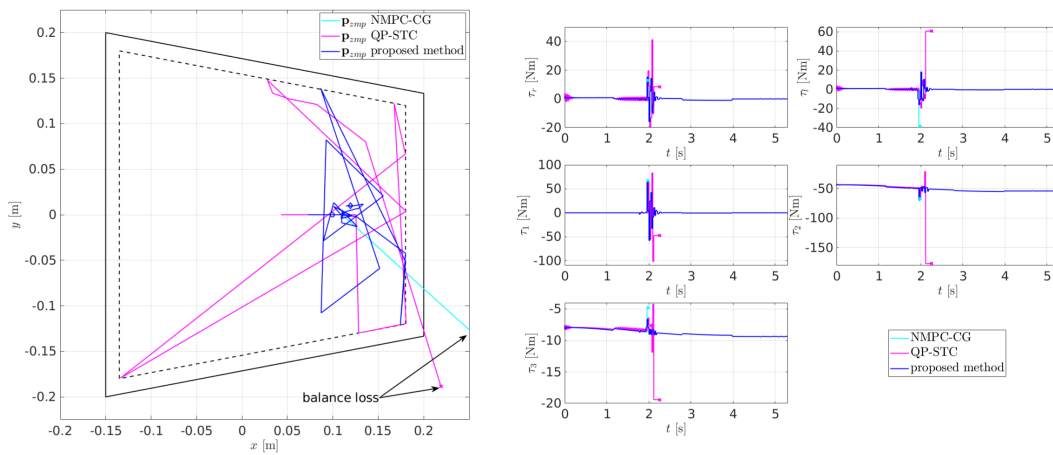 0.2
0.15
0.1
0.05
0
-0.05
-0.1
-0.15
-0.2
y [m]
-0.2 -0.15 -0.1 -0.05 0 0.05 0.1 0.15 0.2
x [m]
p_zmp NMPC-CG
p_zmp QP-STC
p_zmp proposed method
balance loss
40
20
0
-20
τ_r [Nm]
0 1 2 3 4 5
t [s]
60
40
20
0
-20
-40
τ_l [Nm]
0 1 2 3 4 5
t [s]
100
50
0
-50
-100
τ_1 [Nm]
0 1 2 3 4 5
t [s]
-50
-100
-150
τ_2 [Nm]
0 1 2 3 4 5
t [s]
-5
-10
-15
-20
τ_3 [Nm]
0 1 2 3 4 5
t [s]
NMPC-CG
QP-STC
proposed method